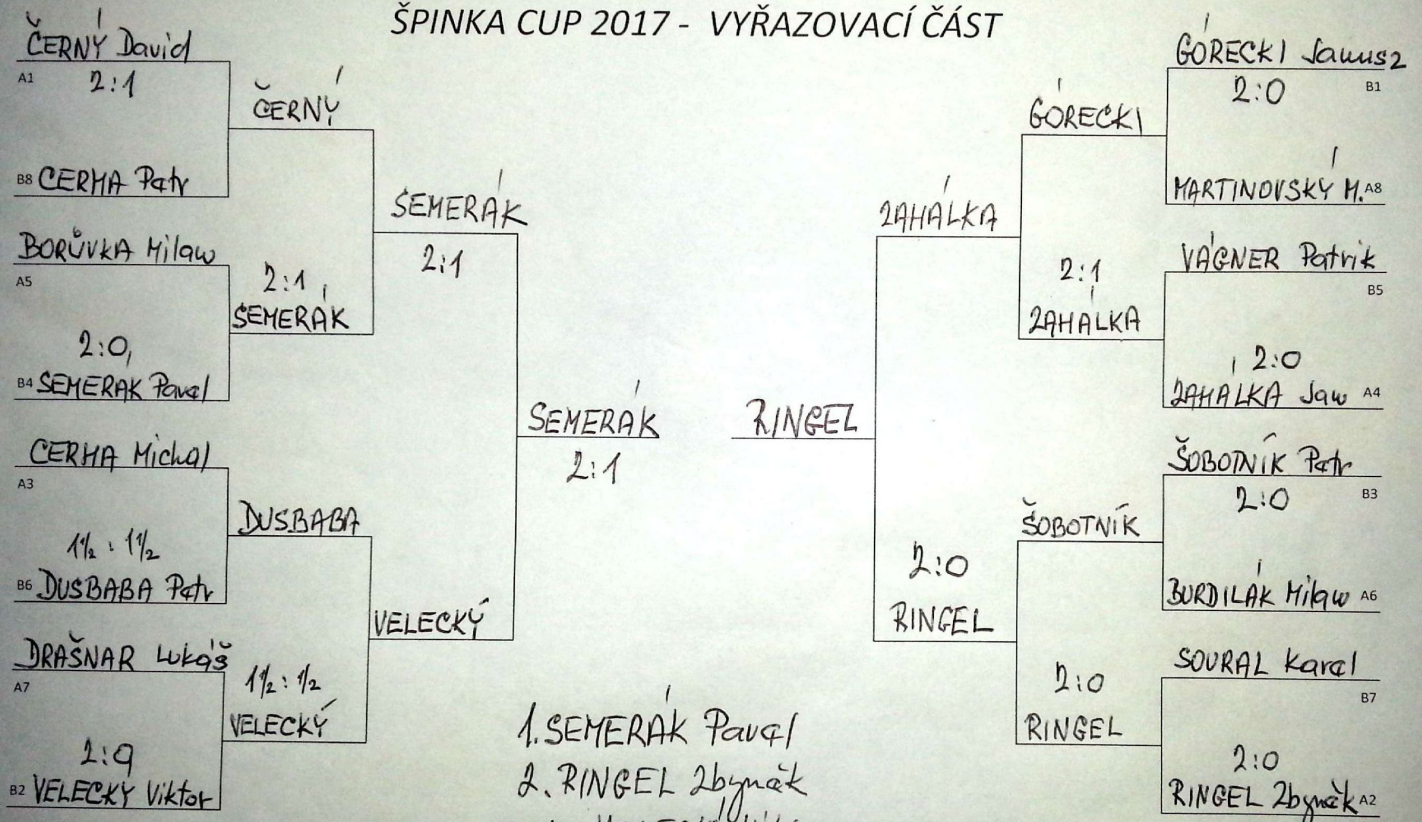 ŠPINKA CUP 2017 - VYŘAZOVACÍ ČÁST
ČERNÝ David
A1
2:1
B8 CERHA Petr
BORŮVKA Milan
A5
2:0
B4 SEMERÁK Pavel
CERHA Michal
A3
1½ : 1½
B6 DUSBABA Petr
DRAŠNAR Lukáš
A7
2:0
B2 VELECKÝ Viktor
ČERNÝ
2:1
SEMERÁK
DUSBABA
1½ : ½
VELECKÝ
SEMERÁK
2:1
VELECKÝ
SEMERÁK
2:1
RINGEL
ZAHÁLKA
2:0
RINGEL
GÓRECKI
2:1
ZAHÁLKA
ŠOBOTNÍK
2:0
RINGEL
GÓRECKI Janusz
2:0
B1
MARTINOVSKÝ M. A8
VÁGNER Patrik
B5
2:0
ZAHÁLKA Jan A4
ŠOBOTNÍK Petr
2:0
B3
BURDILÁK Milan A6
SOURAL Karel
B7
2:0
RINGEL Zbyněk A2
1. SEMERÁK Pavel
2. RINGEL Zbyněk